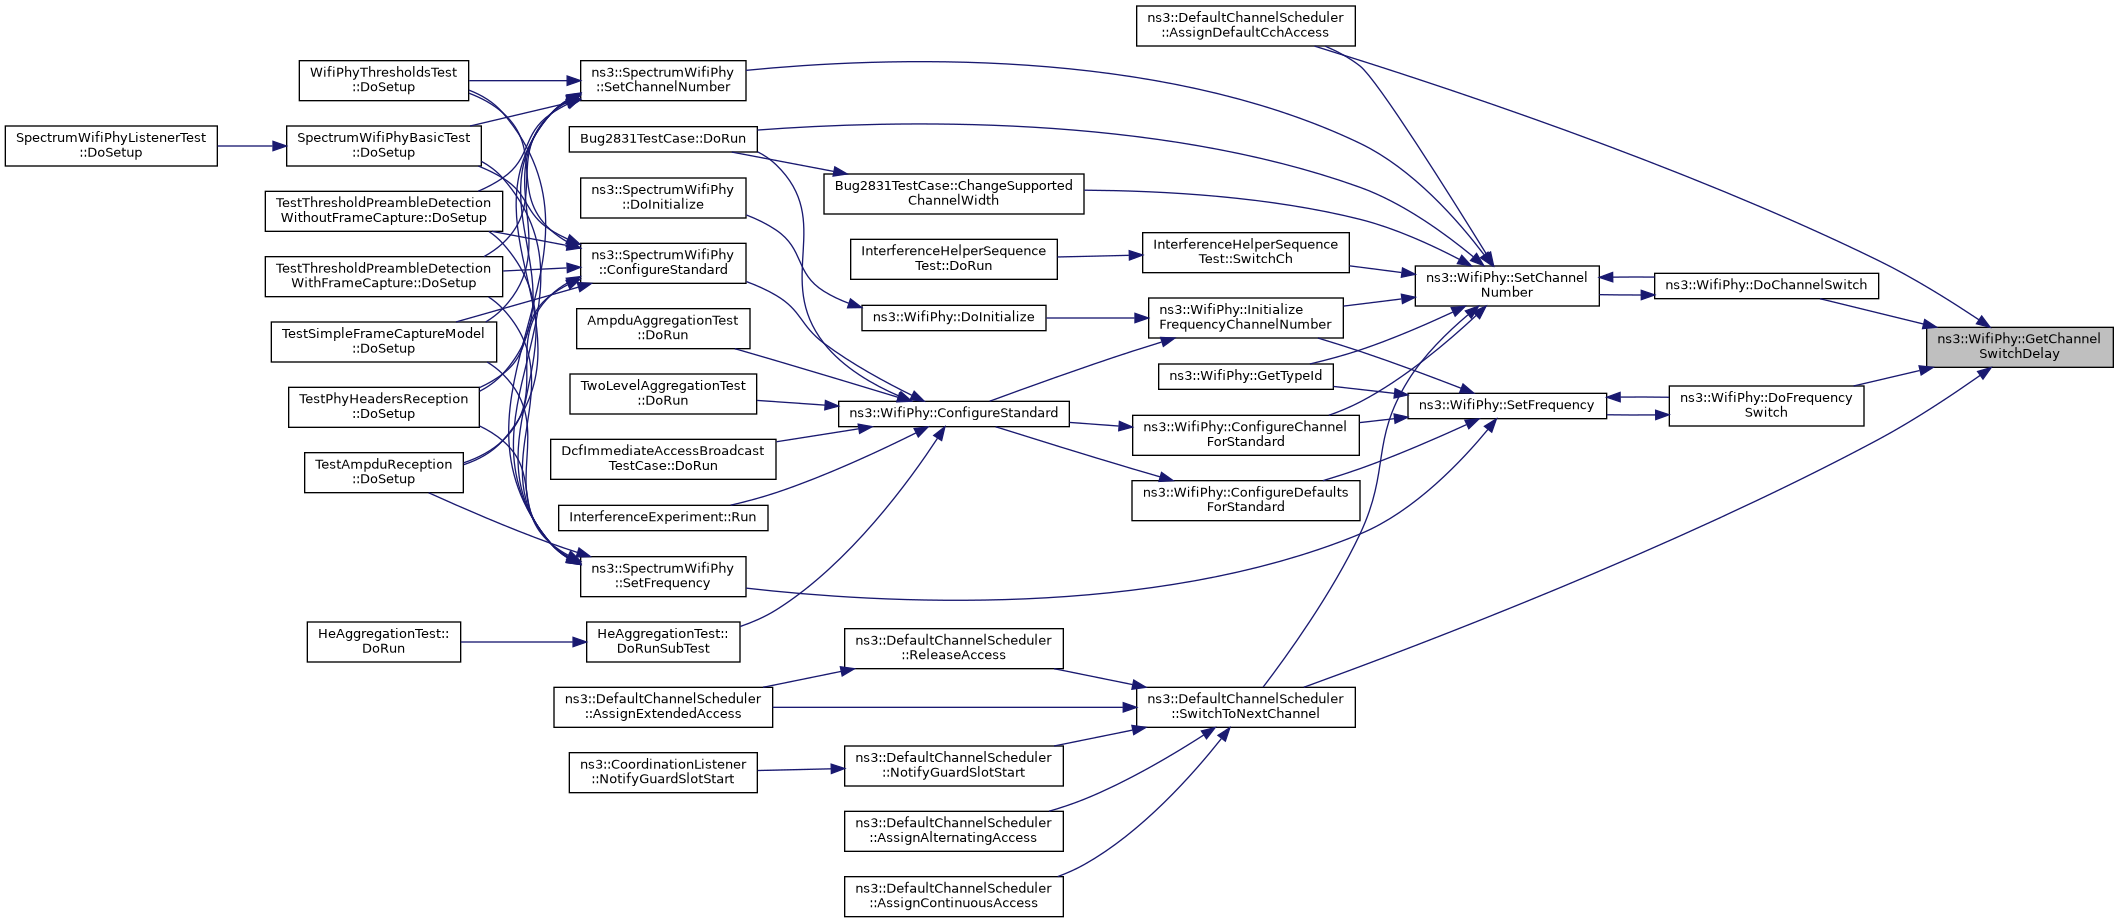 ns3::DefaultChannelScheduler
::AssignDefaultCchAccess
WifiPhyThresholdsTest
::DoSetup
ns3::SpectrumWifiPhy
::SetChannelNumber
SpectrumWifiPhyListenerTest
::DoSetup
SpectrumWifiPhyBasicTest
::DoSetup
Bug2831TestCase::DoRun
Bug2831TestCase::ChangeSupported
ChannelWidth
ns3::SpectrumWifiPhy
::DoInitialize
TestThresholdPreambleDetection
WithoutFrameCapture::DoSetup
InterferenceHelperSequence
Test::DoRun
InterferenceHelperSequence
Test::SwitchCh
ns3::SpectrumWifiPhy
::ConfigureStandard
TestThresholdPreambleDetection
WithFrameCapture::DoSetup
ns3::WifiPhy::SetChannel
Number
ns3::WifiPhy::DoChannelSwitch
ns3::WifiPhy::DoInitialize
ns3::WifiPhy::Initialize
FrequencyChannelNumber
AmpduAggregationTest
::DoRun
TestSimpleFrameCaptureModel
::DoSetup
ns3::WifiPhy::GetChannel
SwitchDelay
ns3::WifiPhy::GetTypeId
TwoLevelAggregationTest
::DoRun
TestPhyHeadersReception
::DoSetup
ns3::WifiPhy::ConfigureStandard
ns3::WifiPhy::SetFrequency
ns3::WifiPhy::DoFrequency
Switch
ns3::WifiPhy::ConfigureChannel
ForStandard
DcfImmediateAccessBroadcast
TestCase::DoRun
TestAmpduReception
::DoSetup
ns3::WifiPhy::ConfigureDefaults
ForStandard
InterferenceExperiment::Run
ns3::SpectrumWifiPhy
::SetFrequency
HeAggregationTest::
DoRun
HeAggregationTest::
DoRunSubTest
ns3::DefaultChannelScheduler
::ReleaseAccess
ns3::DefaultChannelScheduler
::AssignExtendedAccess
ns3::DefaultChannelScheduler
::SwitchToNextChannel
ns3::CoordinationListener
::NotifyGuardSlotStart
ns3::DefaultChannelScheduler
::NotifyGuardSlotStart
ns3::DefaultChannelScheduler
::AssignAlternatingAccess
ns3::DefaultChannelScheduler
::AssignContinuousAccess